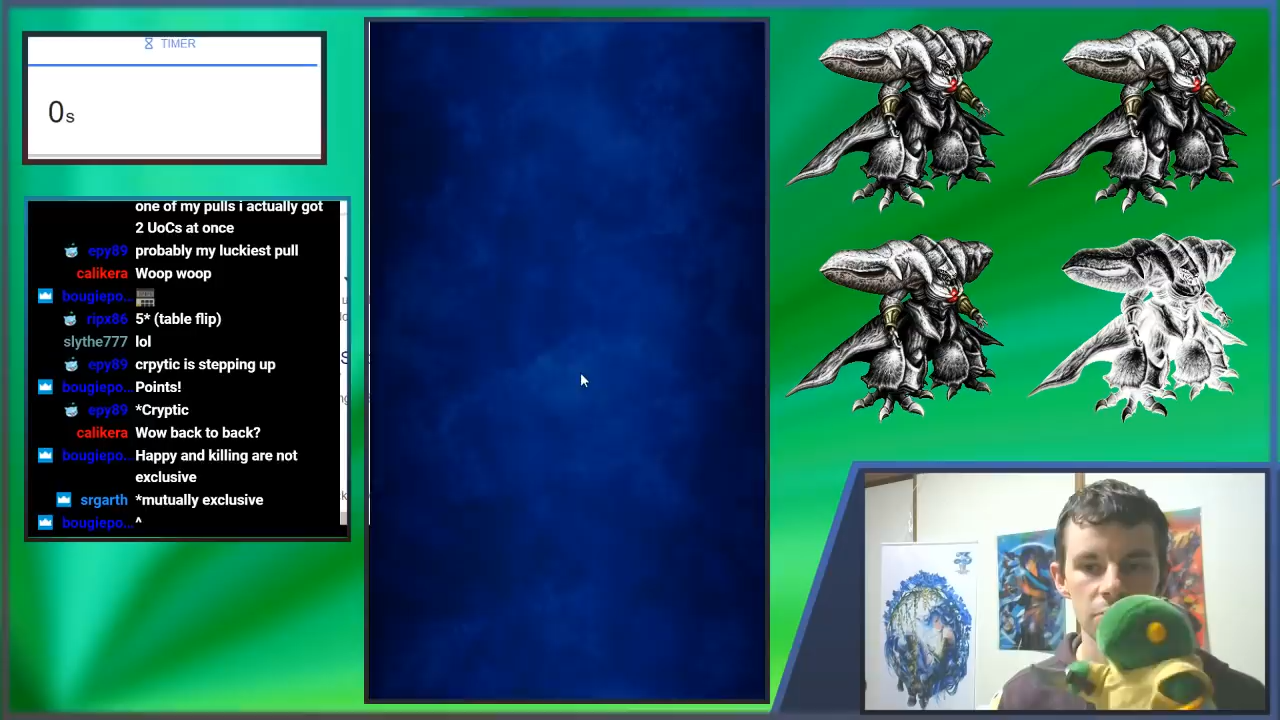 TIMER
0s
one of my pulls i actually got
2 UoCs at once
epy89 probably my luckiest pull
calikera Woop woop
bougiepo...
ripx86 5* (table flip)
slythe777 lol
epy89 crpytic is stepping up
bougiepo... Points!
epy89 *Cryptic
calikera Wow back to back?
bougiepo... Happy and killing are not
exclusive
srgarth *mutually exclusive
bougiepo... ^